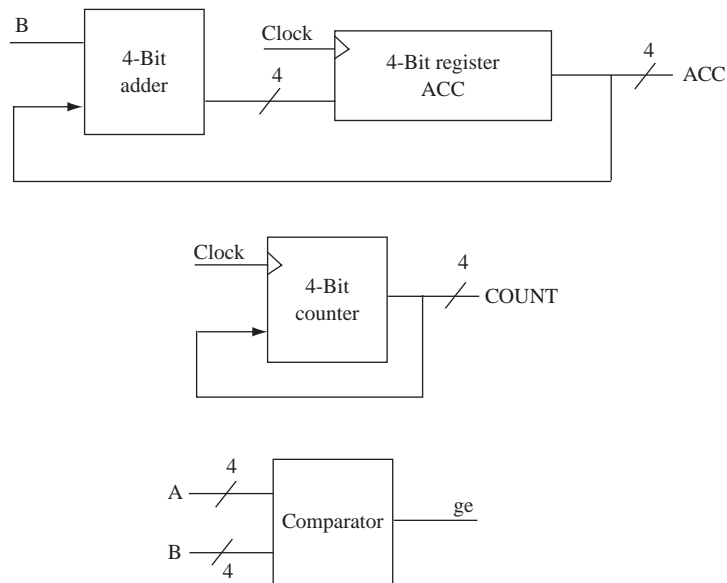 B
4-Bit
adder
4
Clock
4-Bit register
ACC
4
ACC
Clock
4-Bit
counter
4
COUNT
A
4
B
4
Comparator
ge